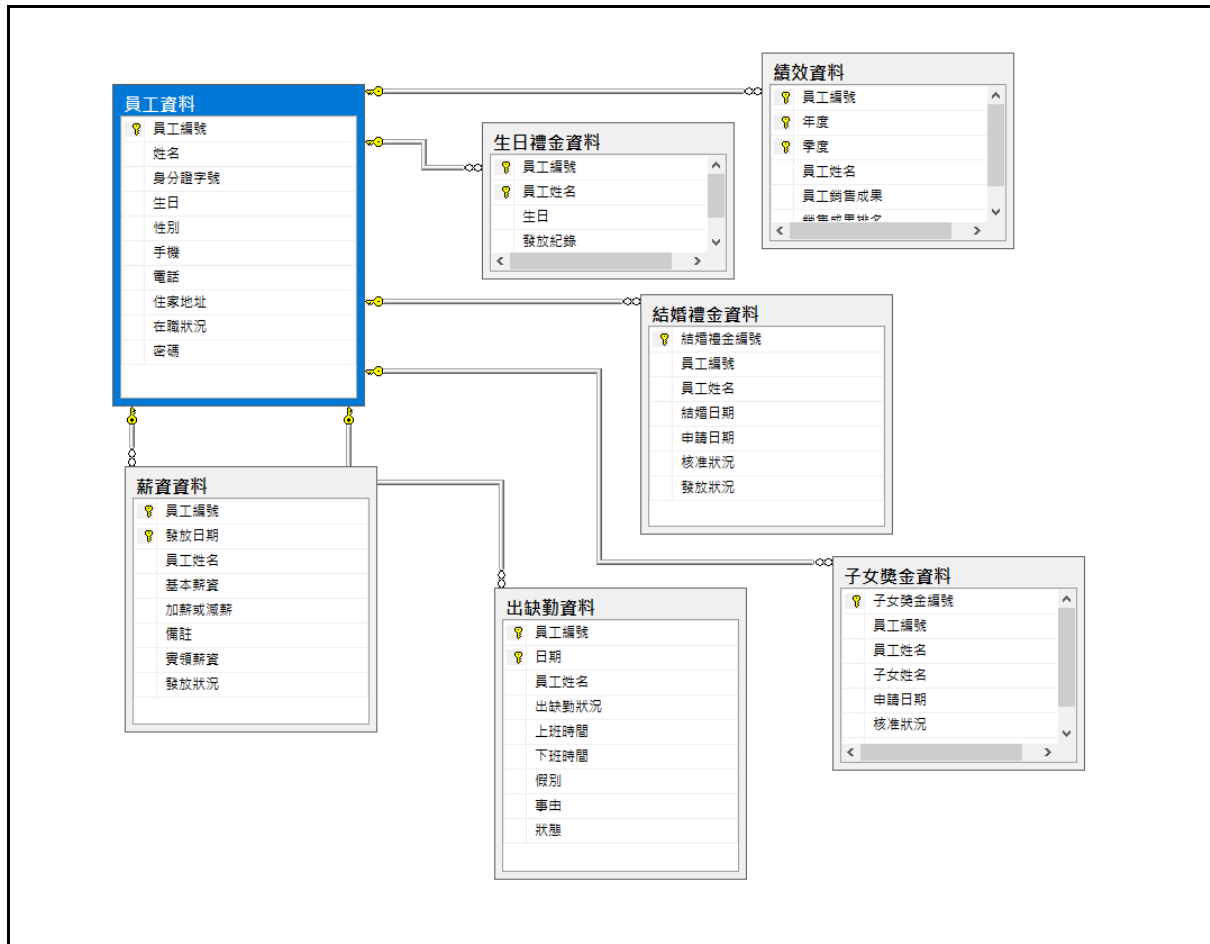 員工資料
員工編號
姓名
身分證字號
生日
性別
手機
電話
住家地址
在職狀況
密碼
生日禮金資料
員工編號
員工姓名
生日
發放紀錄
績效資料
員工編號
年度
季度
員工姓名
員工銷售成果
銷售成果排名
結婚禮金資料
結婚禮金編號
員工編號
員工姓名
結婚日期
申請日期
核准狀況
發放狀況
薪資資料
員工編號
發放日期
員工姓名
基本薪資
加薪或減薪
備註
實領薪資
發放狀況
出缺勤資料
員工編號
日期
員工姓名
出缺勤狀況
上班時間
下班時間
假別
事由
狀態
子女獎金資料
子女獎金編號
員工編號
員工姓名
子女姓名
申請日期
核准狀況